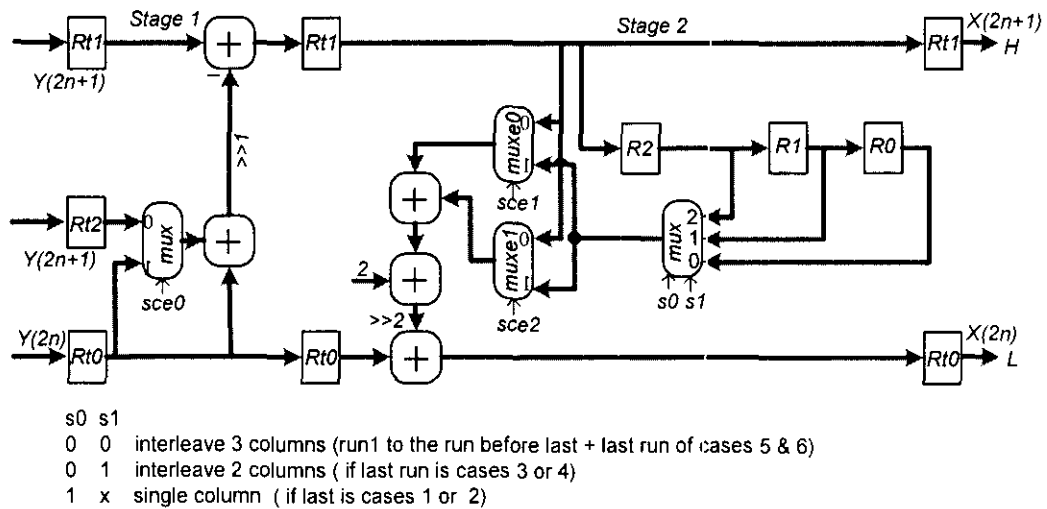 Stage 1
Stage 2
X(2n+1)
Rt1
+
Rt1
Rt1
H
Y(2n+1)
−
>>1
muxe0
0
1
sce1
R2
R1
R0
Rt2
0
mux
1
+
+
Y(2n+1)
sce0
muxe1
0
1
sce2
mux
2
1
0
s0 s1
2
+
>>2
Y(2n)
Rt0
Rt0
+
Rt0
X(2n)
L
s0 s1
0 0 interleave 3 columns (run1 to the run before last + last run of cases 5 & 6)
0 1 interleave 2 columns ( if last run is cases 3 or 4)
1 x single column ( if last is cases 1 or 2)